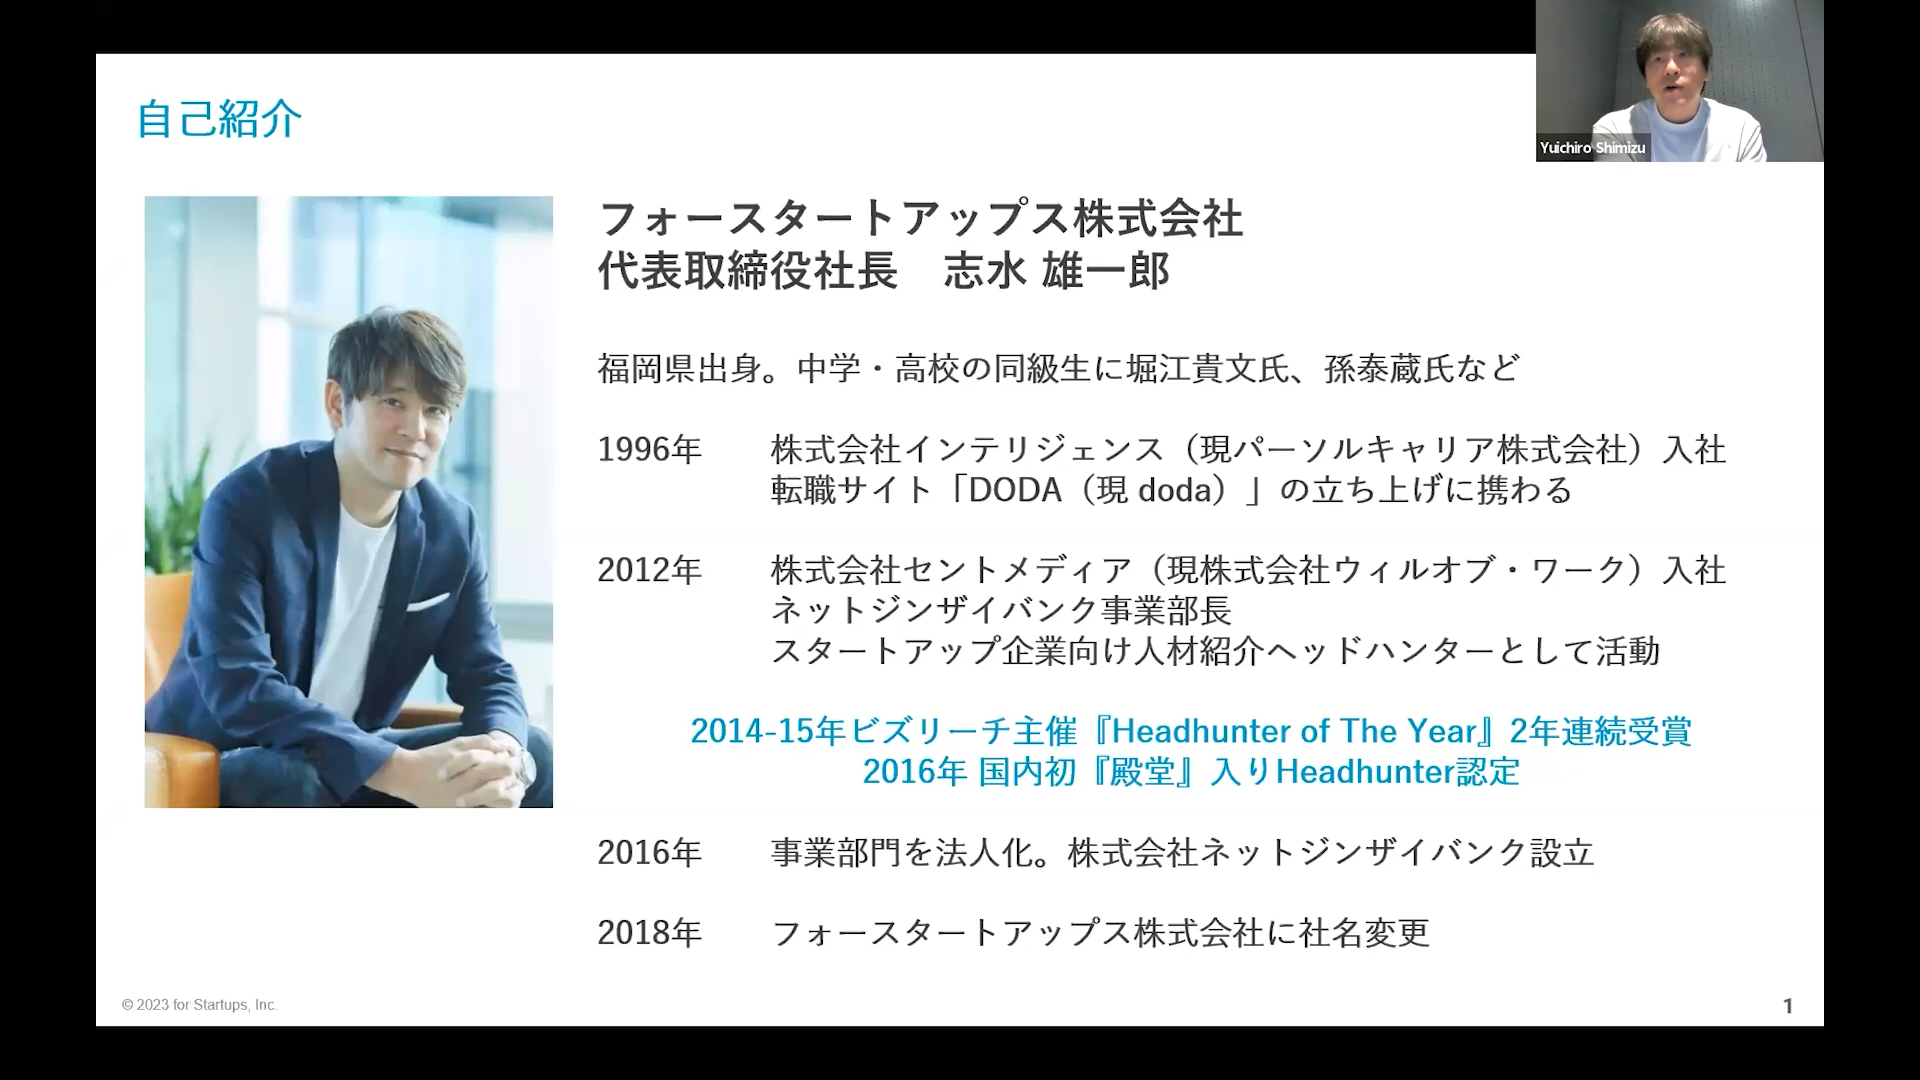 自己紹介
Yuichiro Shimizu
フォースタートアップス株式会社
代表取締役社長　志水 雄一郎
福岡県出身。中学・高校の同級生に堀江貴文氏、孫泰蔵氏など
1996年　株式会社インテリジェンス（現パーソルキャリア株式会社）入社
転職サイト「DODA（現 doda）」の立ち上げに携わる
2012年　株式会社セントメディア（現株式会社ウィルオブ・ワーク）入社
ネットジンザイバンク事業部長
スタートアップ企業向け人材紹介ヘッドハンターとして活動
2014-15年ビズリーチ主催『Headhunter of The Year』2年連続受賞
2016年 国内初『殿堂』入りHeadhunter認定
2016年　事業部門を法人化。株式会社ネットジンザイバンク設立
2018年　フォースタートアップス株式会社に社名変更
© 2023 for Startups, Inc.
1